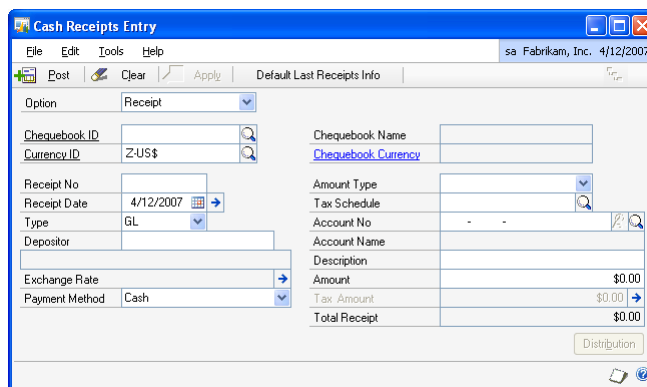 Cash Receipts Entry
File Edit Tools Help sa Fabrikam, Inc. 4/12/2007
Post Clear Apply Default Last Receipts Info
Option Receipt
Chequebook ID Chequebook Name
Currency ID Z-US$ Chequebook Currency
Receipt No Amount Type
Receipt Date 4/12/2007 Tax Schedule
Type GL Account No - -
Depositor Account Name
Description
Exchange Rate Amount $0.00
Payment Method Cash Tax Amount $0.00
Total Receipt $0.00
Distribution